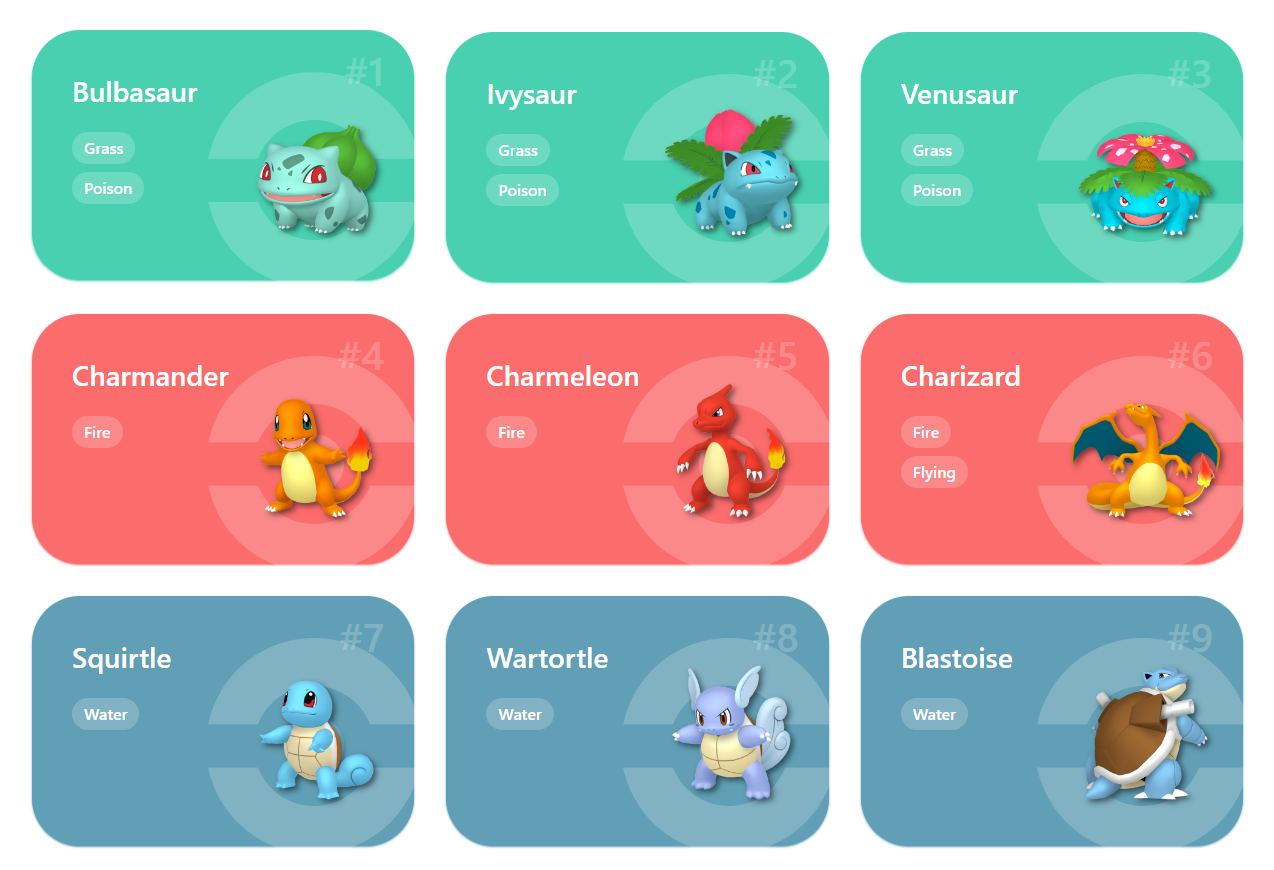 #1
Bulbasaur
Grass
Poison
#2
Ivysaur
Grass
Poison
#3
Venusaur
Grass
Poison
#4
Charmander
Fire
#5
Charmeleon
Fire
#6
Charizard
Fire
Flying
#7
Squirtle
Water
#8
Wartortle
Water
#9
Blastoise
Water